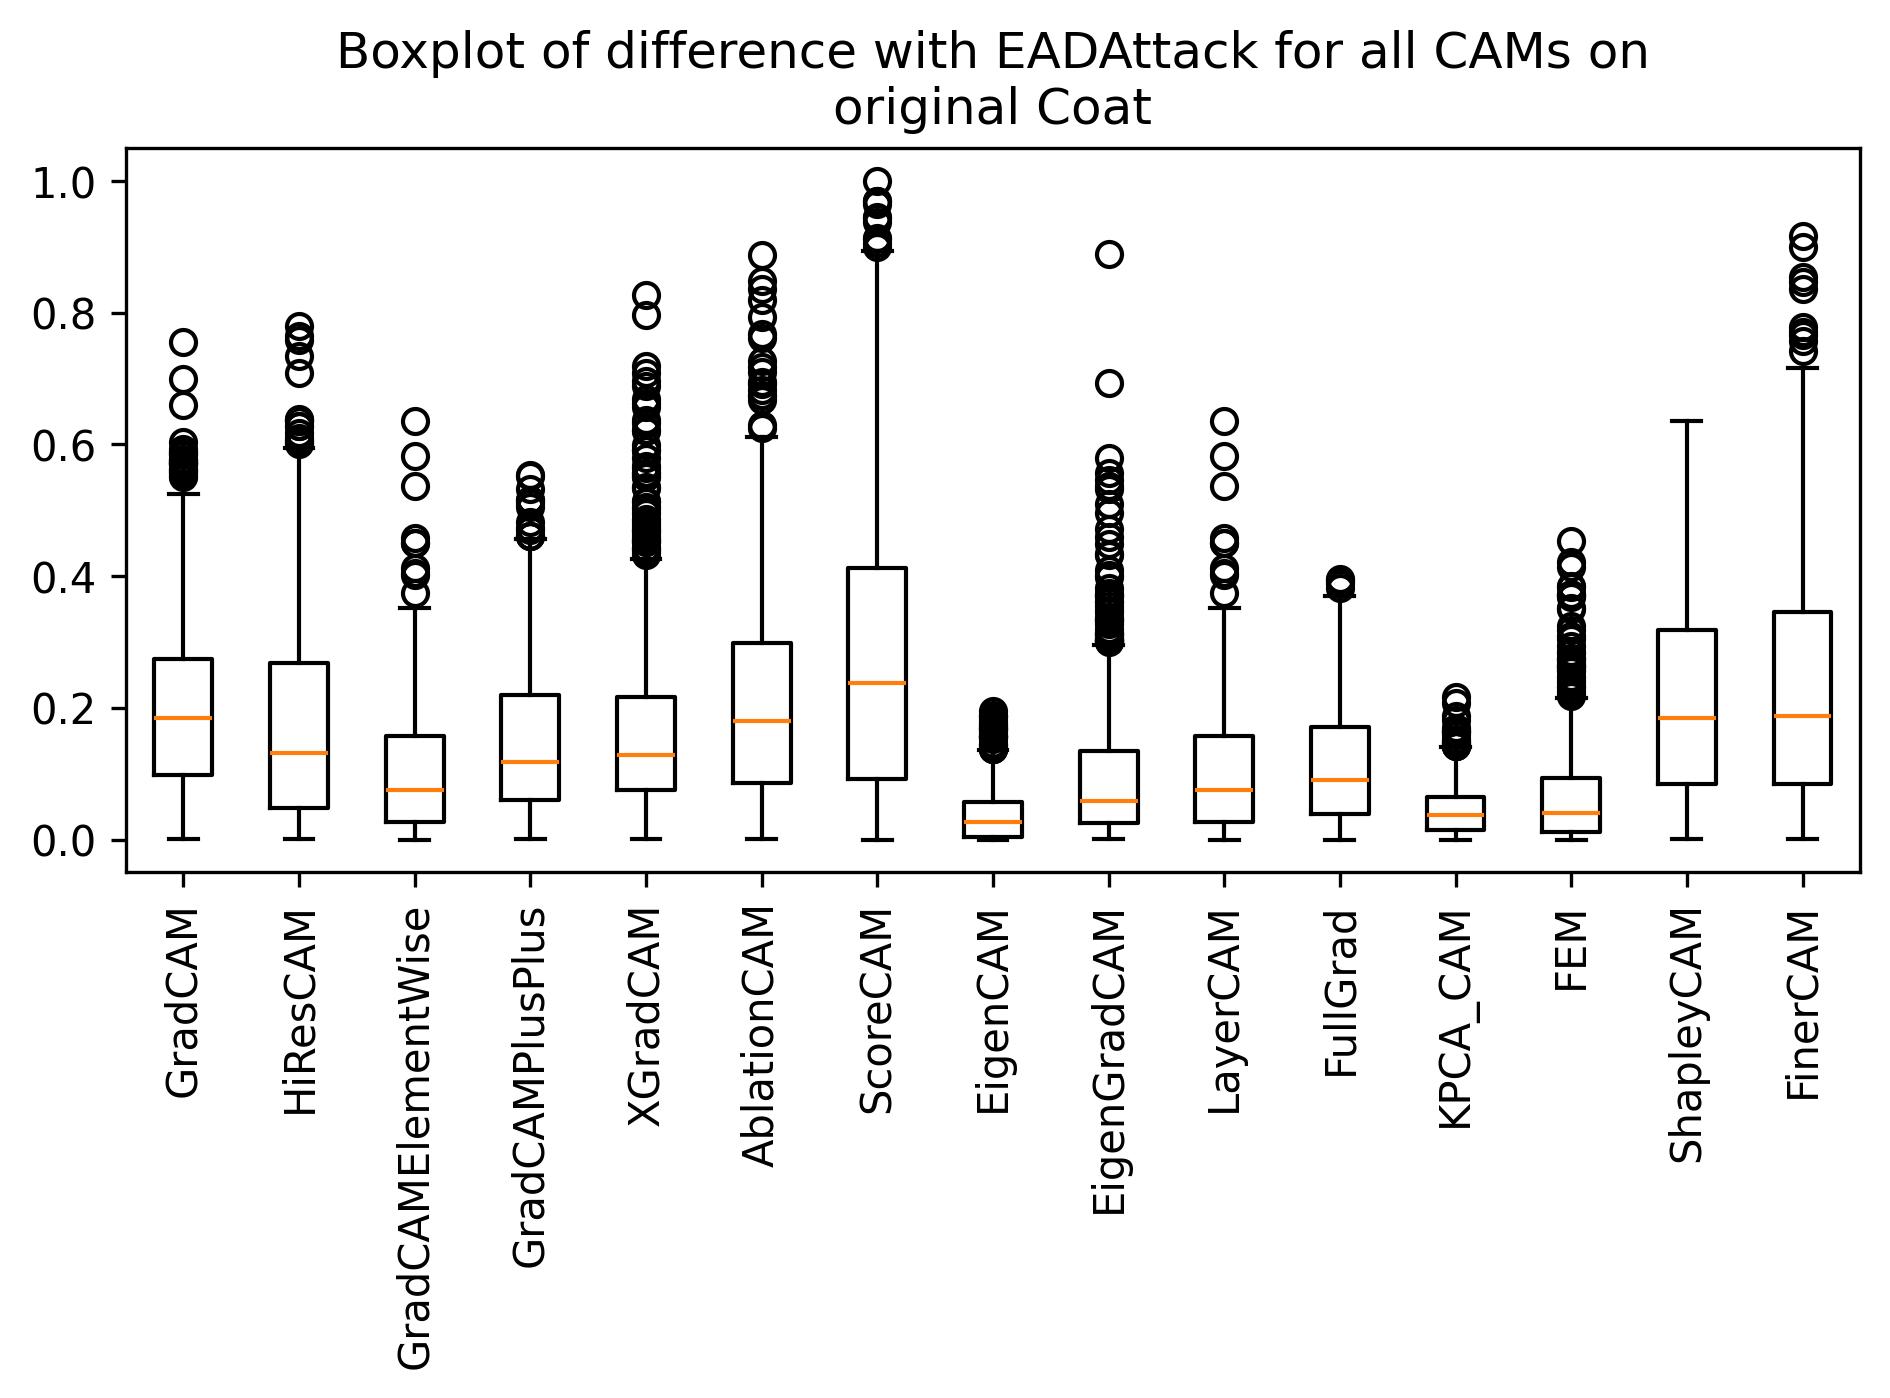 Boxplot of difference with EADAttack for all CAMs on
original Coat
1.0
0.8
0.6
0.4
0.2
0.0
GradCAM
HiResCAM
GradCAMElementWise
GradCAMPlusPlus
XGradCAM
AblationCAM
ScoreCAM
EigenCAM
EigenGradCAM
LayerCAM
FullGrad
KPCA_CAM
FEM
ShapleyCAM
FinerCAM